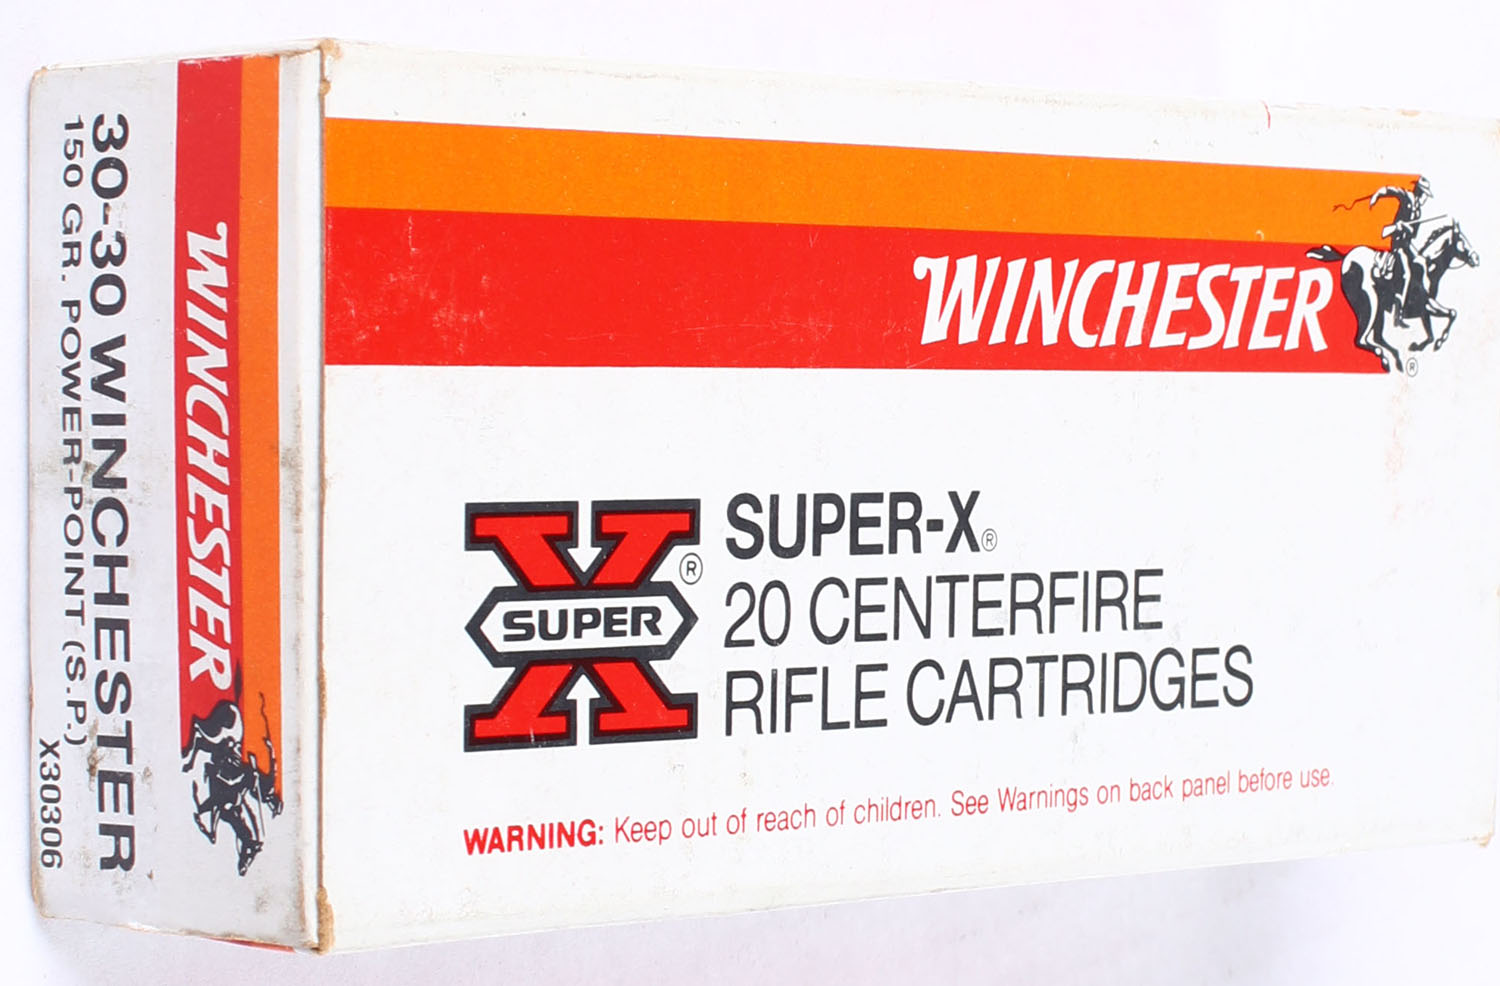 WINCHESTER
®
SUPER
®
SUPER-X®
20 CENTERFIRE
RIFLE CARTRIDGES
WARNING: Keep out of reach of children. See Warnings on back panel before use.
WINCHESTER
30-30 WINCHESTER
150 GR. POWER-POINT (S.P.)
X30306